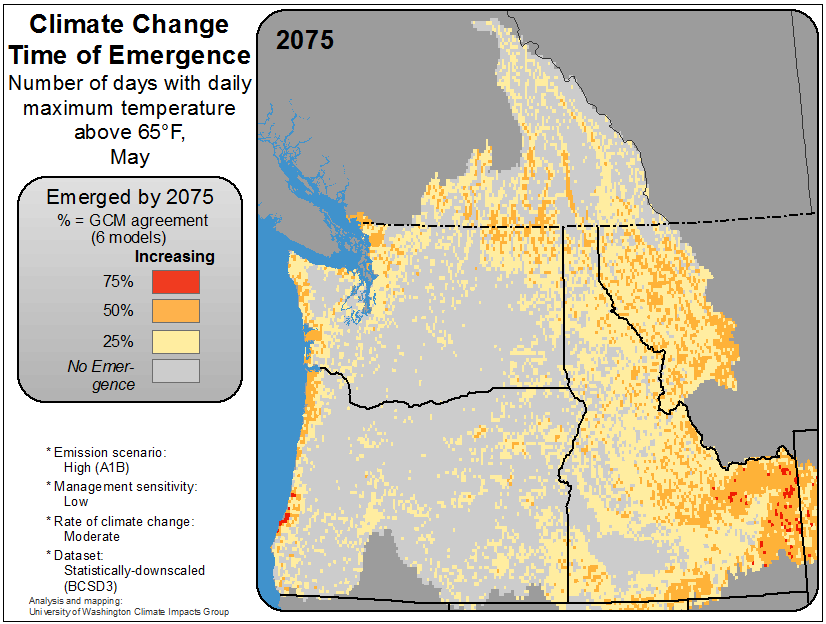 Climate Change
Time of Emergence
Number of days with daily
maximum temperature
above 65°F,
May
2075
Emerged by 2075
% = GCM agreement
(6 models)
Increasing
75%
50%
25%
No Emer-
gence
* Emission scenario:
High (A1B)
* Management sensitivity:
Low
* Rate of climate change:
Moderate
* Dataset:
Statistically-downscaled
(BCSD3)
Analysis and mapping:
University of Washington Climate Impacts Group